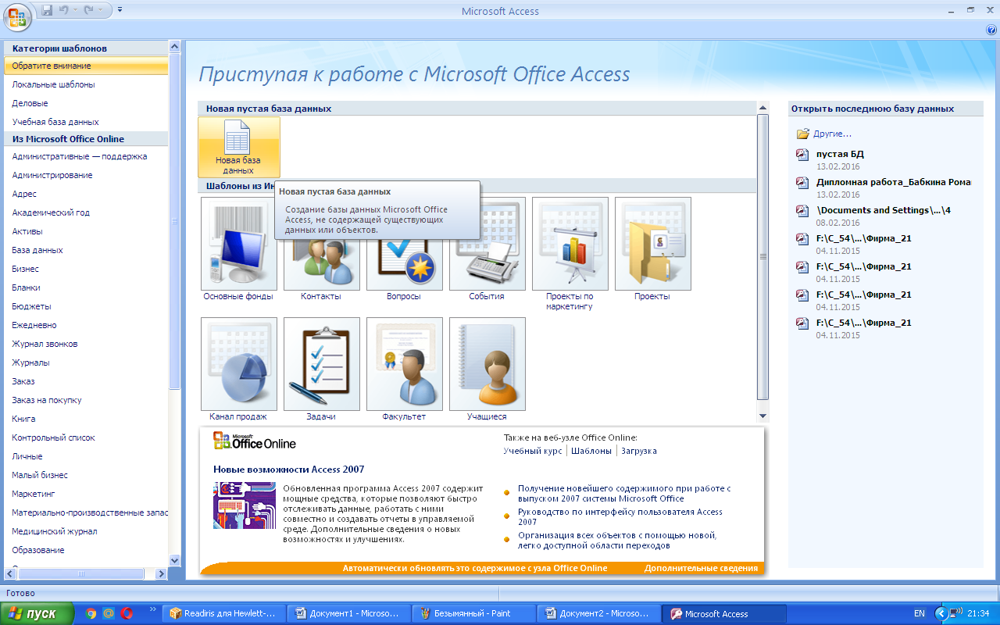 Microsoft Access
Категории шаблонов
Обратите внимание
Локальные шаблоны
Деловые
Учебная база данных
Из Microsoft Office Online
Административные — поддержка
Администрирование
Адрес
Академический год
Активы
База данных
Бизнес
Бланки
Бюджеты
Ежедневно
Журнал звонков
Журналы
Заказ
Заказ на покупку
Книга
Контрольный список
Личные
Малый бизнес
Маркетинг
Материально-производственные запас
Медицинский журнал
Образование
Приступая к работе с Microsoft Office Access
Новая пустая база данных
Новая база
данных
Шаблоны из Ин
Новая пустая база данных
Создание базы данных Microsoft Office
Access, не содержащей существующих
данных или объектов.
Основные фонды
Контакты
Вопросы
События
Проекты по
маркетингу
Проекты
Канал продаж
Задачи
Факультет
Учащиеся
Microsoft
Office Online
Новые возможности Access 2007
Обновленная программа Access 2007 содержит
мощные средства, которые позволяют быстро
отслеживать данные, работать с ними
совместно и создавать отчеты в управляемой
среде. Дополнительные сведения о новых
возможностях и улучшениях.
Также на веб-узле Office Online:
Учебный курс | Шаблоны | Загрузка
Получение новейшего содержимого при работе с
выпуском 2007 системы Microsoft Office
Руководство по интерфейсу пользователя Access
2007
Организация всех объектов с помощью новой,
легко доступной области переходов
Автоматически обновлять это содержимое с узла Office Online
Дополнительные сведения
Открыть последнюю базу данных
Другие...
пустая БД
13.02.2016
Дипломная работа_Бабкина Рома
13.02.2016
\Documents and Settings\...\4
08.02.2016
F:\C_54\...\Фирма_21
04.11.2015
F:\C_54\...\Фирма_21
04.11.2015
F:\C_54\...\Фирма_21
04.11.2015
F:\C_54\...\Фирма_21
04.11.2015
Готово
пуск
Readiris для Hewlett-...
Документ1 - Microso...
Безымянный - Paint
Документ2 - Microso...
Microsoft Access
EN
21:34